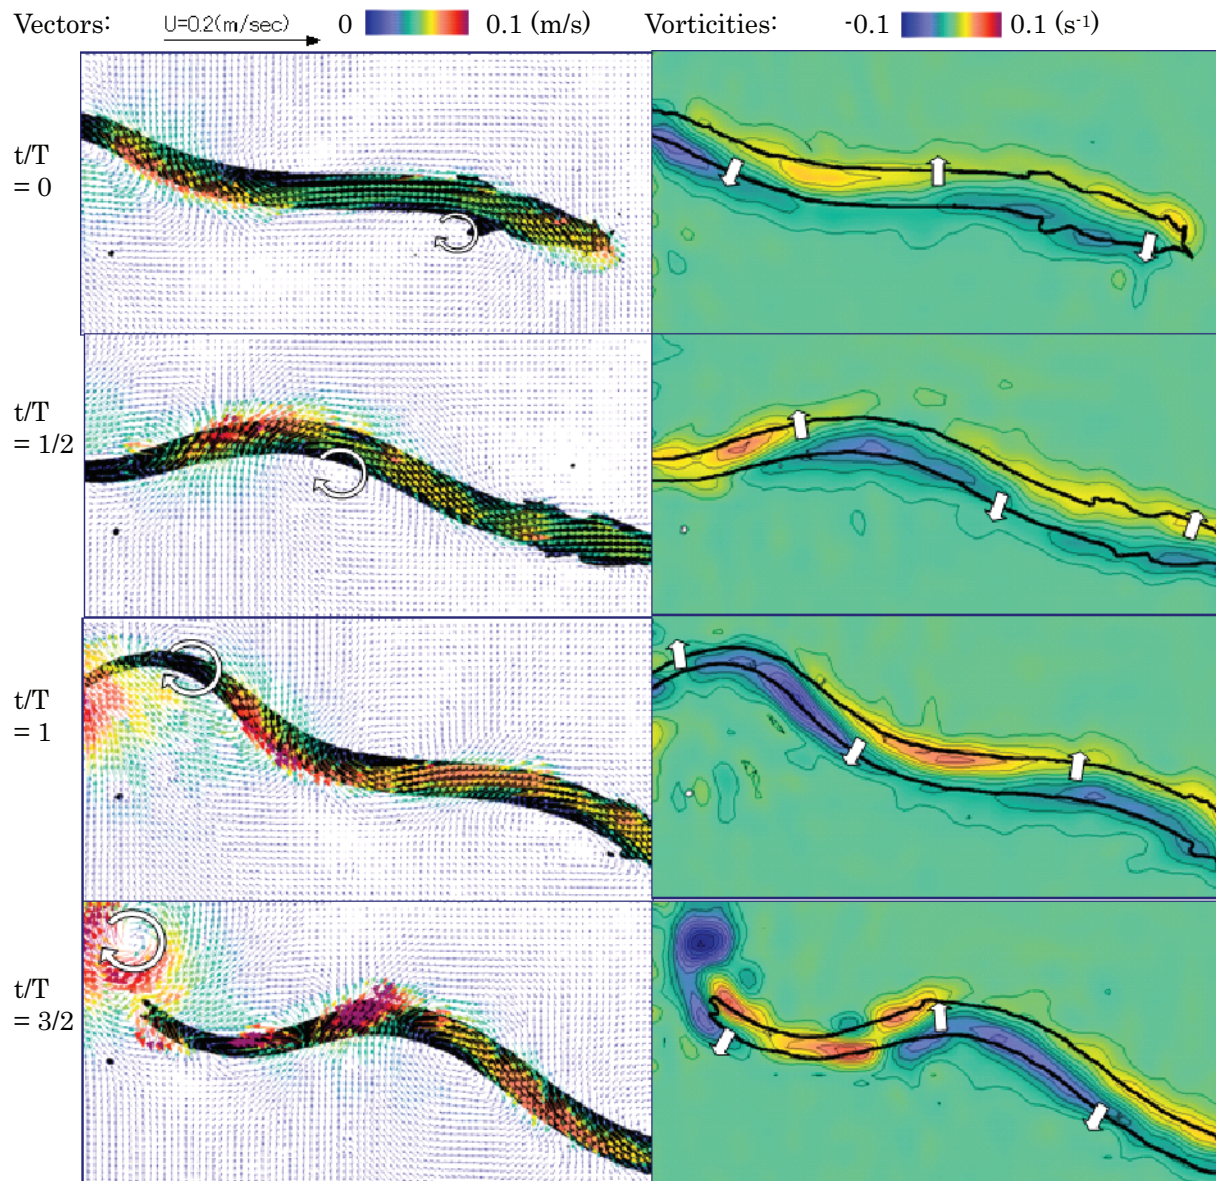 Vectors: U=0.2(m/sec) 0 0.1 (m/s) Vorticities: -0.1 0.1 (s-1)
t/T
= 0
t/T
= 1/2
t/T
= 1
t/T
= 3/2